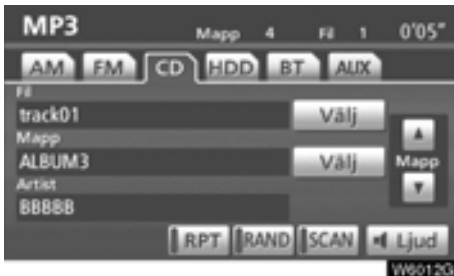 MP3 Mapp 4 Fil 1 0'05"
AM FM CD HDD BT AUX
Fil
track01 Välj
Mapp
ALBUM3 Välj Mapp
Artist
BBBBB
RPT RAND SCAN Ljud
W6012G